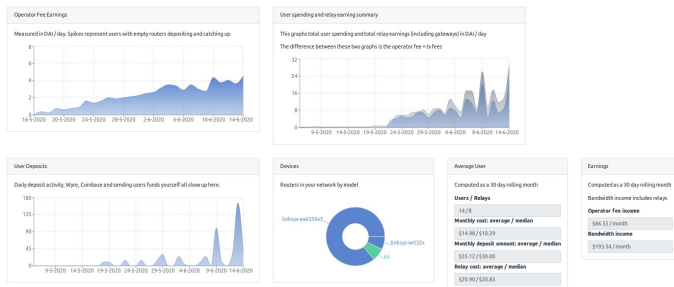 Operator Fee Earnings
Measured in DAI / day. Spikes represent users with empty routers depositing and catching up
8
6
4
2
0
16-5-2020 20-5-2020 24-5-2020 28-5-2020 2-6-2020 6-6-2020 10-6-2020 14-6-2020
User spending and relay earning summary
This graphs total user spending and total relay earnings (including gateways) in DAI / day
The difference between these two graphs is the operator fee + tx fees
32
24
16
8
0
9-5-2020 14-5-2020 19-5-2020 24-5-2020 29-5-2020 4-6-2020 9-6-2020 14-6-2020
User Deposits
Daily deposit activity, Wyre, Coinbase and sending users funds yourself all show up here.
180
135
90
45
0
9-5-2020 14-5-2020 19-5-2020 24-5-2020 29-5-2020 4-6-2020 9-6-2020 14-6-2020
Devices
Routers in your network by model
linksys-ea6350v3
linksys-wrt32x
Average User
Computed as a 30 day rolling month
Users / Relays
14 / 8
Monthly cost: average / median
$14.98 / $10.29
Monthly deposit amount: average / median
$35.12 / $30.00
Relay cost: average / median
$20.90 / $20.83
Earnings
Computed as a 30 day rolling month
Bandwidth income includes relays
Operator fee income
$66.55 / month
Bandwidth income
$193.54 / month